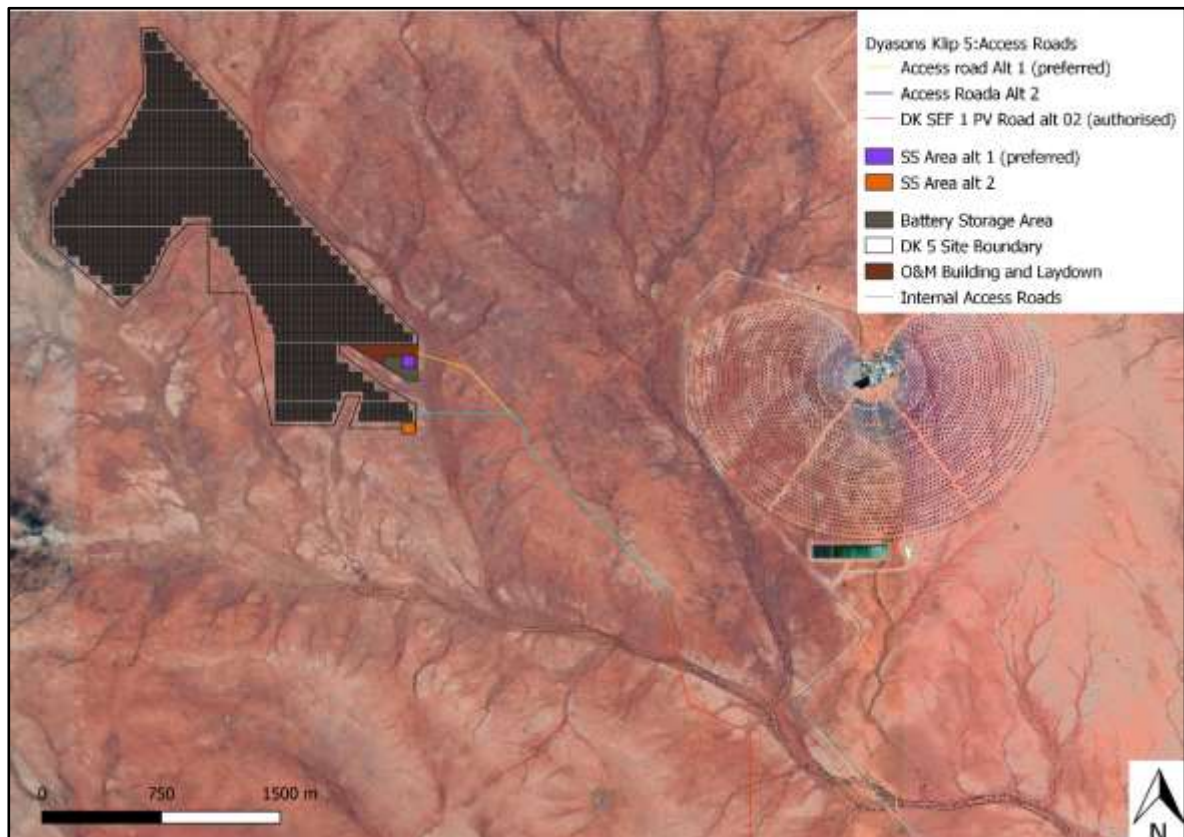 Dyasons Klip 5:Access Roads
Access road Alt 1 (preferred)
Access Roada Alt 2
DK SEF 1 PV Road alt 02 (authorised)
SS Area alt 1 (preferred)
SS Area alt 2
Battery Storage Area
DK 5 Site Boundary
O&M Building and Laydown
Internal Access Roads
0 750 1500 m
N